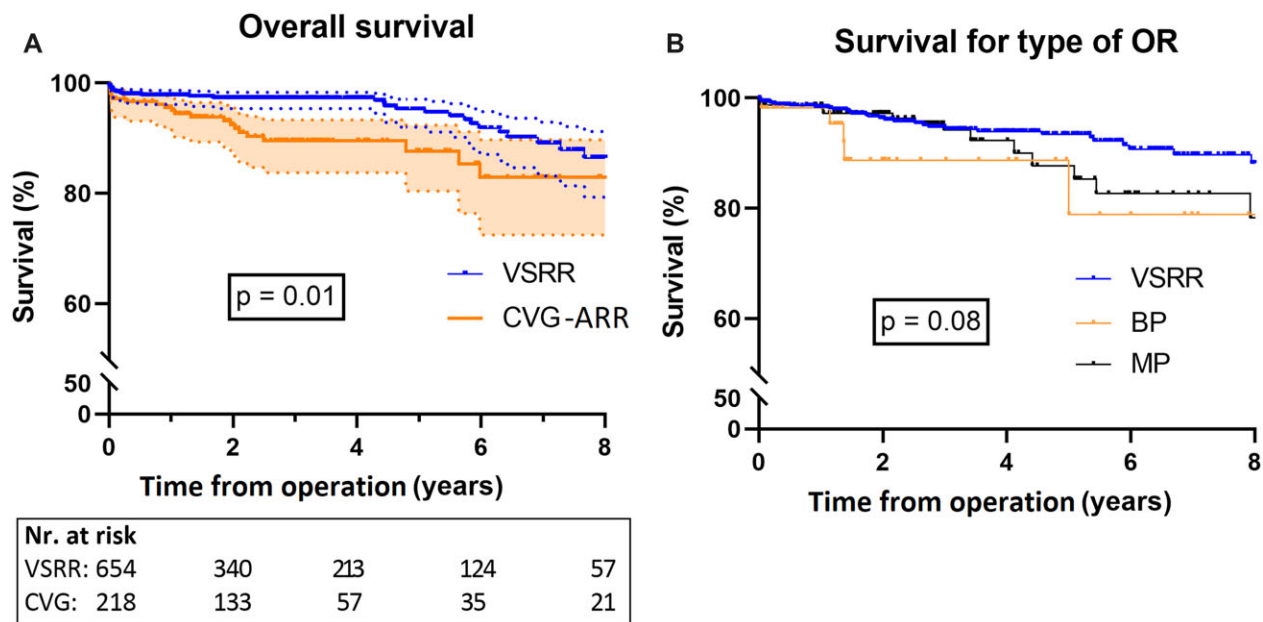 A
Overall survival
100
80
60
50
0
Survival (%)
VSRR
CVG-ARR
p = 0.01
0 2 4 6 8
Time from operation (years)
Nr. at risk
VSRR: 654 340 213 124 57
CVG: 218 133 57 35 21
B
Survival for type of OR
100
80
60
50
0
Survival (%)
VSRR
BP
MP
p = 0.08
0 2 4 6 8
Time from operation (years)